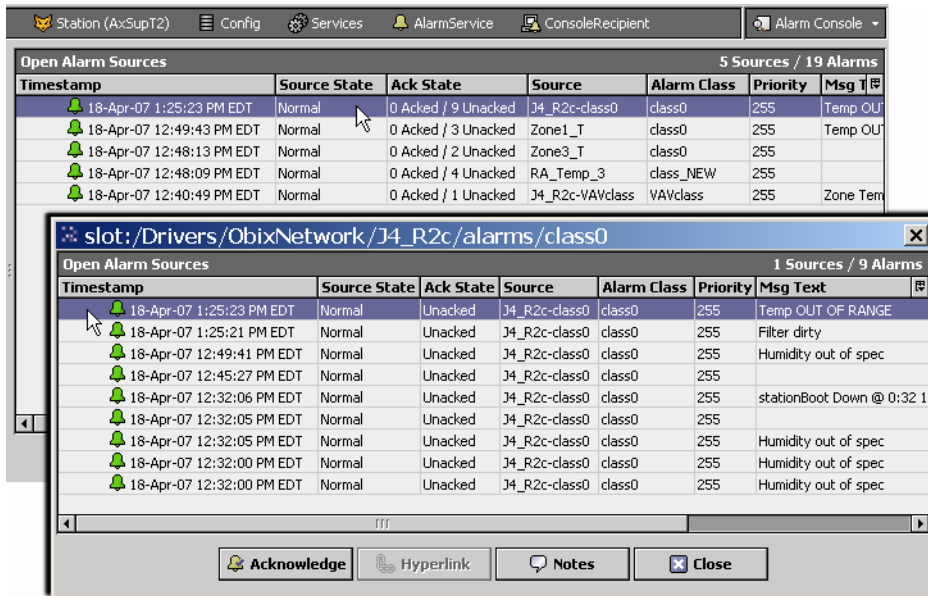 Station (AxSupT2) Config Services AlarmService ConsoleRecipient Alarm Console
Open Alarm Sources 5 Sources / 19 Alarms
Timestamp Source State Ack State Source Alarm Class Priority Msg T
18-Apr-07 1:25:23 PM EDT Normal 0 Acked / 9 Unacked J4_R2c-class0 class0 255 Temp OUT
18-Apr-07 12:49:43 PM EDT Normal 0 Acked / 3 Unacked Zone1_T class0 255 Temp OUT
18-Apr-07 12:48:13 PM EDT Normal 0 Acked / 2 Unacked Zone3_T class0 255
18-Apr-07 12:48:09 PM EDT Normal 0 Acked / 4 Unacked RA_Temp_3 class_NEW 255
18-Apr-07 12:40:49 PM EDT Normal 0 Acked / 1 Unacked J4_R2c-VAVclass VAVclass 255 Zone Tem
slot:/Drivers/ObixNetwork/J4_R2c/alarms/class0
Open Alarm Sources 1 Sources / 9 Alarms
Timestamp Source State Ack State Source Alarm Class Priority Msg Text
18-Apr-07 1:25:23 PM EDT Normal Unacked J4_R2c-class0 class0 255 Temp OUT OF RANGE
18-Apr-07 1:25:21 PM EDT Normal Unacked J4_R2c-class0 class0 255 Filter dirty
18-Apr-07 12:49:41 PM EDT Normal Unacked J4_R2c-class0 class0 255 Humidity out of spec
18-Apr-07 12:45:27 PM EDT Normal Unacked J4_R2c-class0 class0 255
18-Apr-07 12:32:06 PM EDT Normal Unacked J4_R2c-class0 class0 255 stationBoot Down @ 0:32 1
18-Apr-07 12:32:05 PM EDT Normal Unacked J4_R2c-class0 class0 255
18-Apr-07 12:32:05 PM EDT Normal Unacked J4_R2c-class0 class0 255 Humidity out of spec
18-Apr-07 12:32:00 PM EDT Normal Unacked J4_R2c-class0 class0 255 Humidity out of spec
18-Apr-07 12:32:00 PM EDT Normal Unacked J4_R2c-class0 class0 255 Humidity out of spec
Acknowledge Hyperlink Notes Close